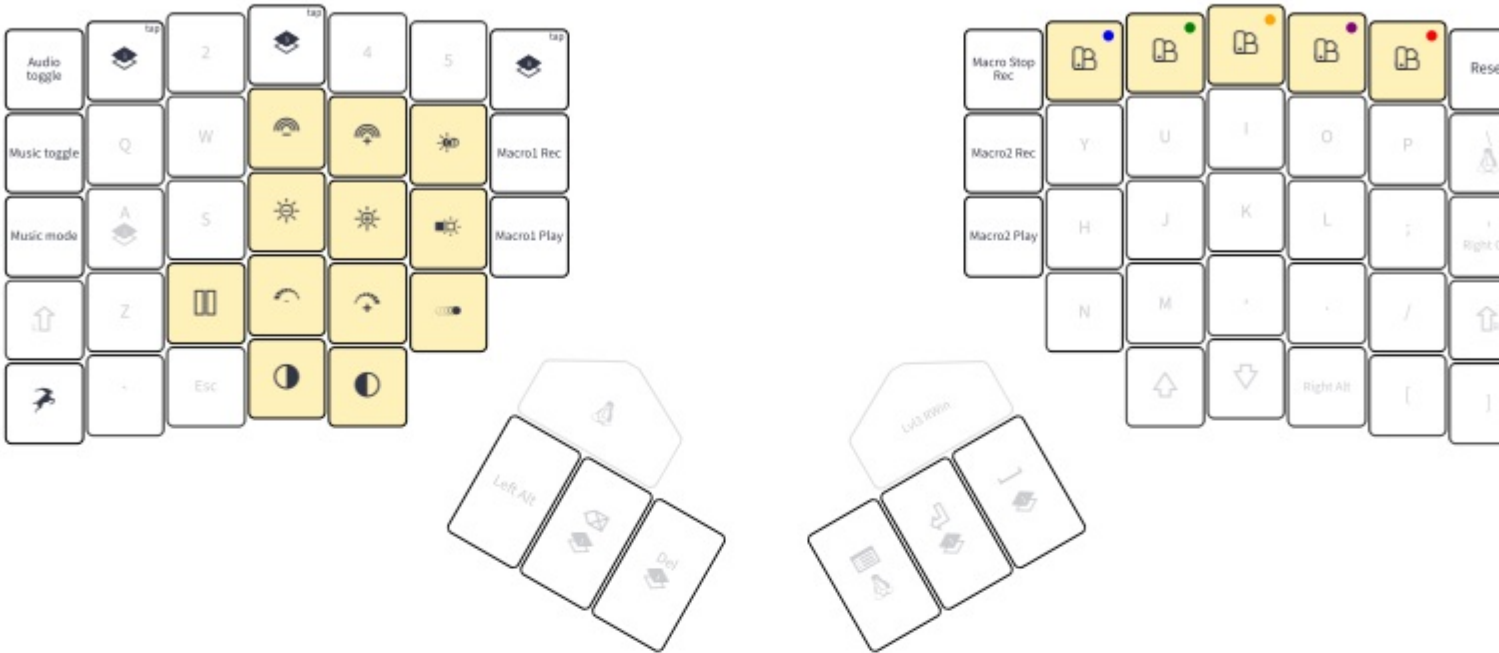 tap
tap
tap
Audio
toggle
2
4
5
Music toggle
Q
W
Macro1 Rec
Music mode
A
S
Macro1 Play
Z
-
Esc
Left Alt
Del
Macro Stop
Rec
Rese
Macro2 Rec
Y
U
I
O
P
\
Macro2 Play
H
J
K
L
;
'
Right C
N
M
,
.
/
Right Alt
[
]
Lvl3 RWin